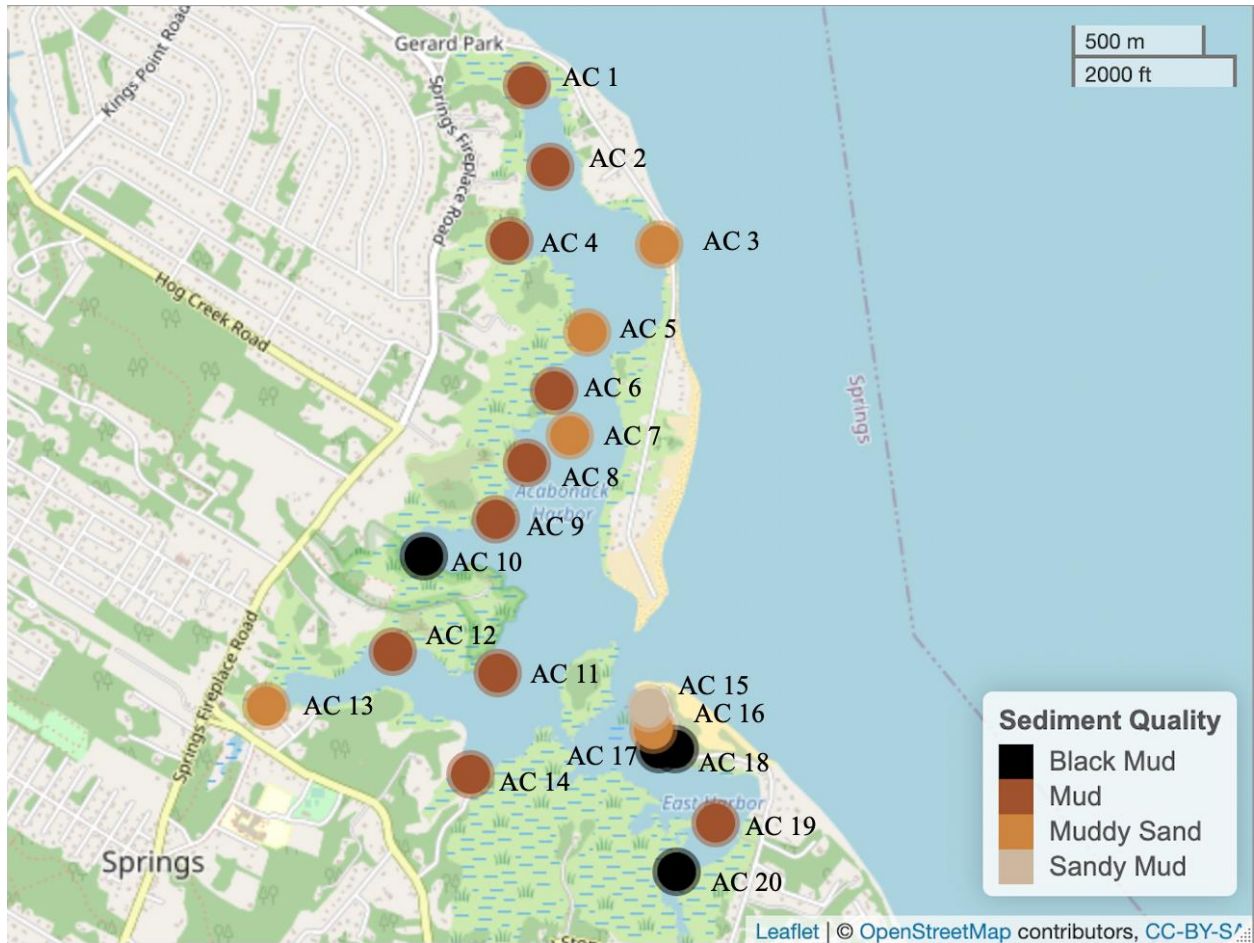 Kings Point Road
Gerard Park
Springs Fireplace Road
500 m
2000 ft
AC 1
AC 2
AC 4
AC 3
Hog Creek Road
AC 5
AC 6
Springs
AC 7
AC 8
Acabonack
Harbor
AC 9
AC 10
AC 12
AC 11
AC 13
Springs Fireplace Road
AC 15
AC 16
AC 17
AC 18
AC 14
East Harbor
AC 19
AC 20
Springs
Sediment Quality
Black Mud
Mud
Muddy Sand
Sandy Mud
Leaflet | © OpenStreetMap contributors, CC-BY-SA